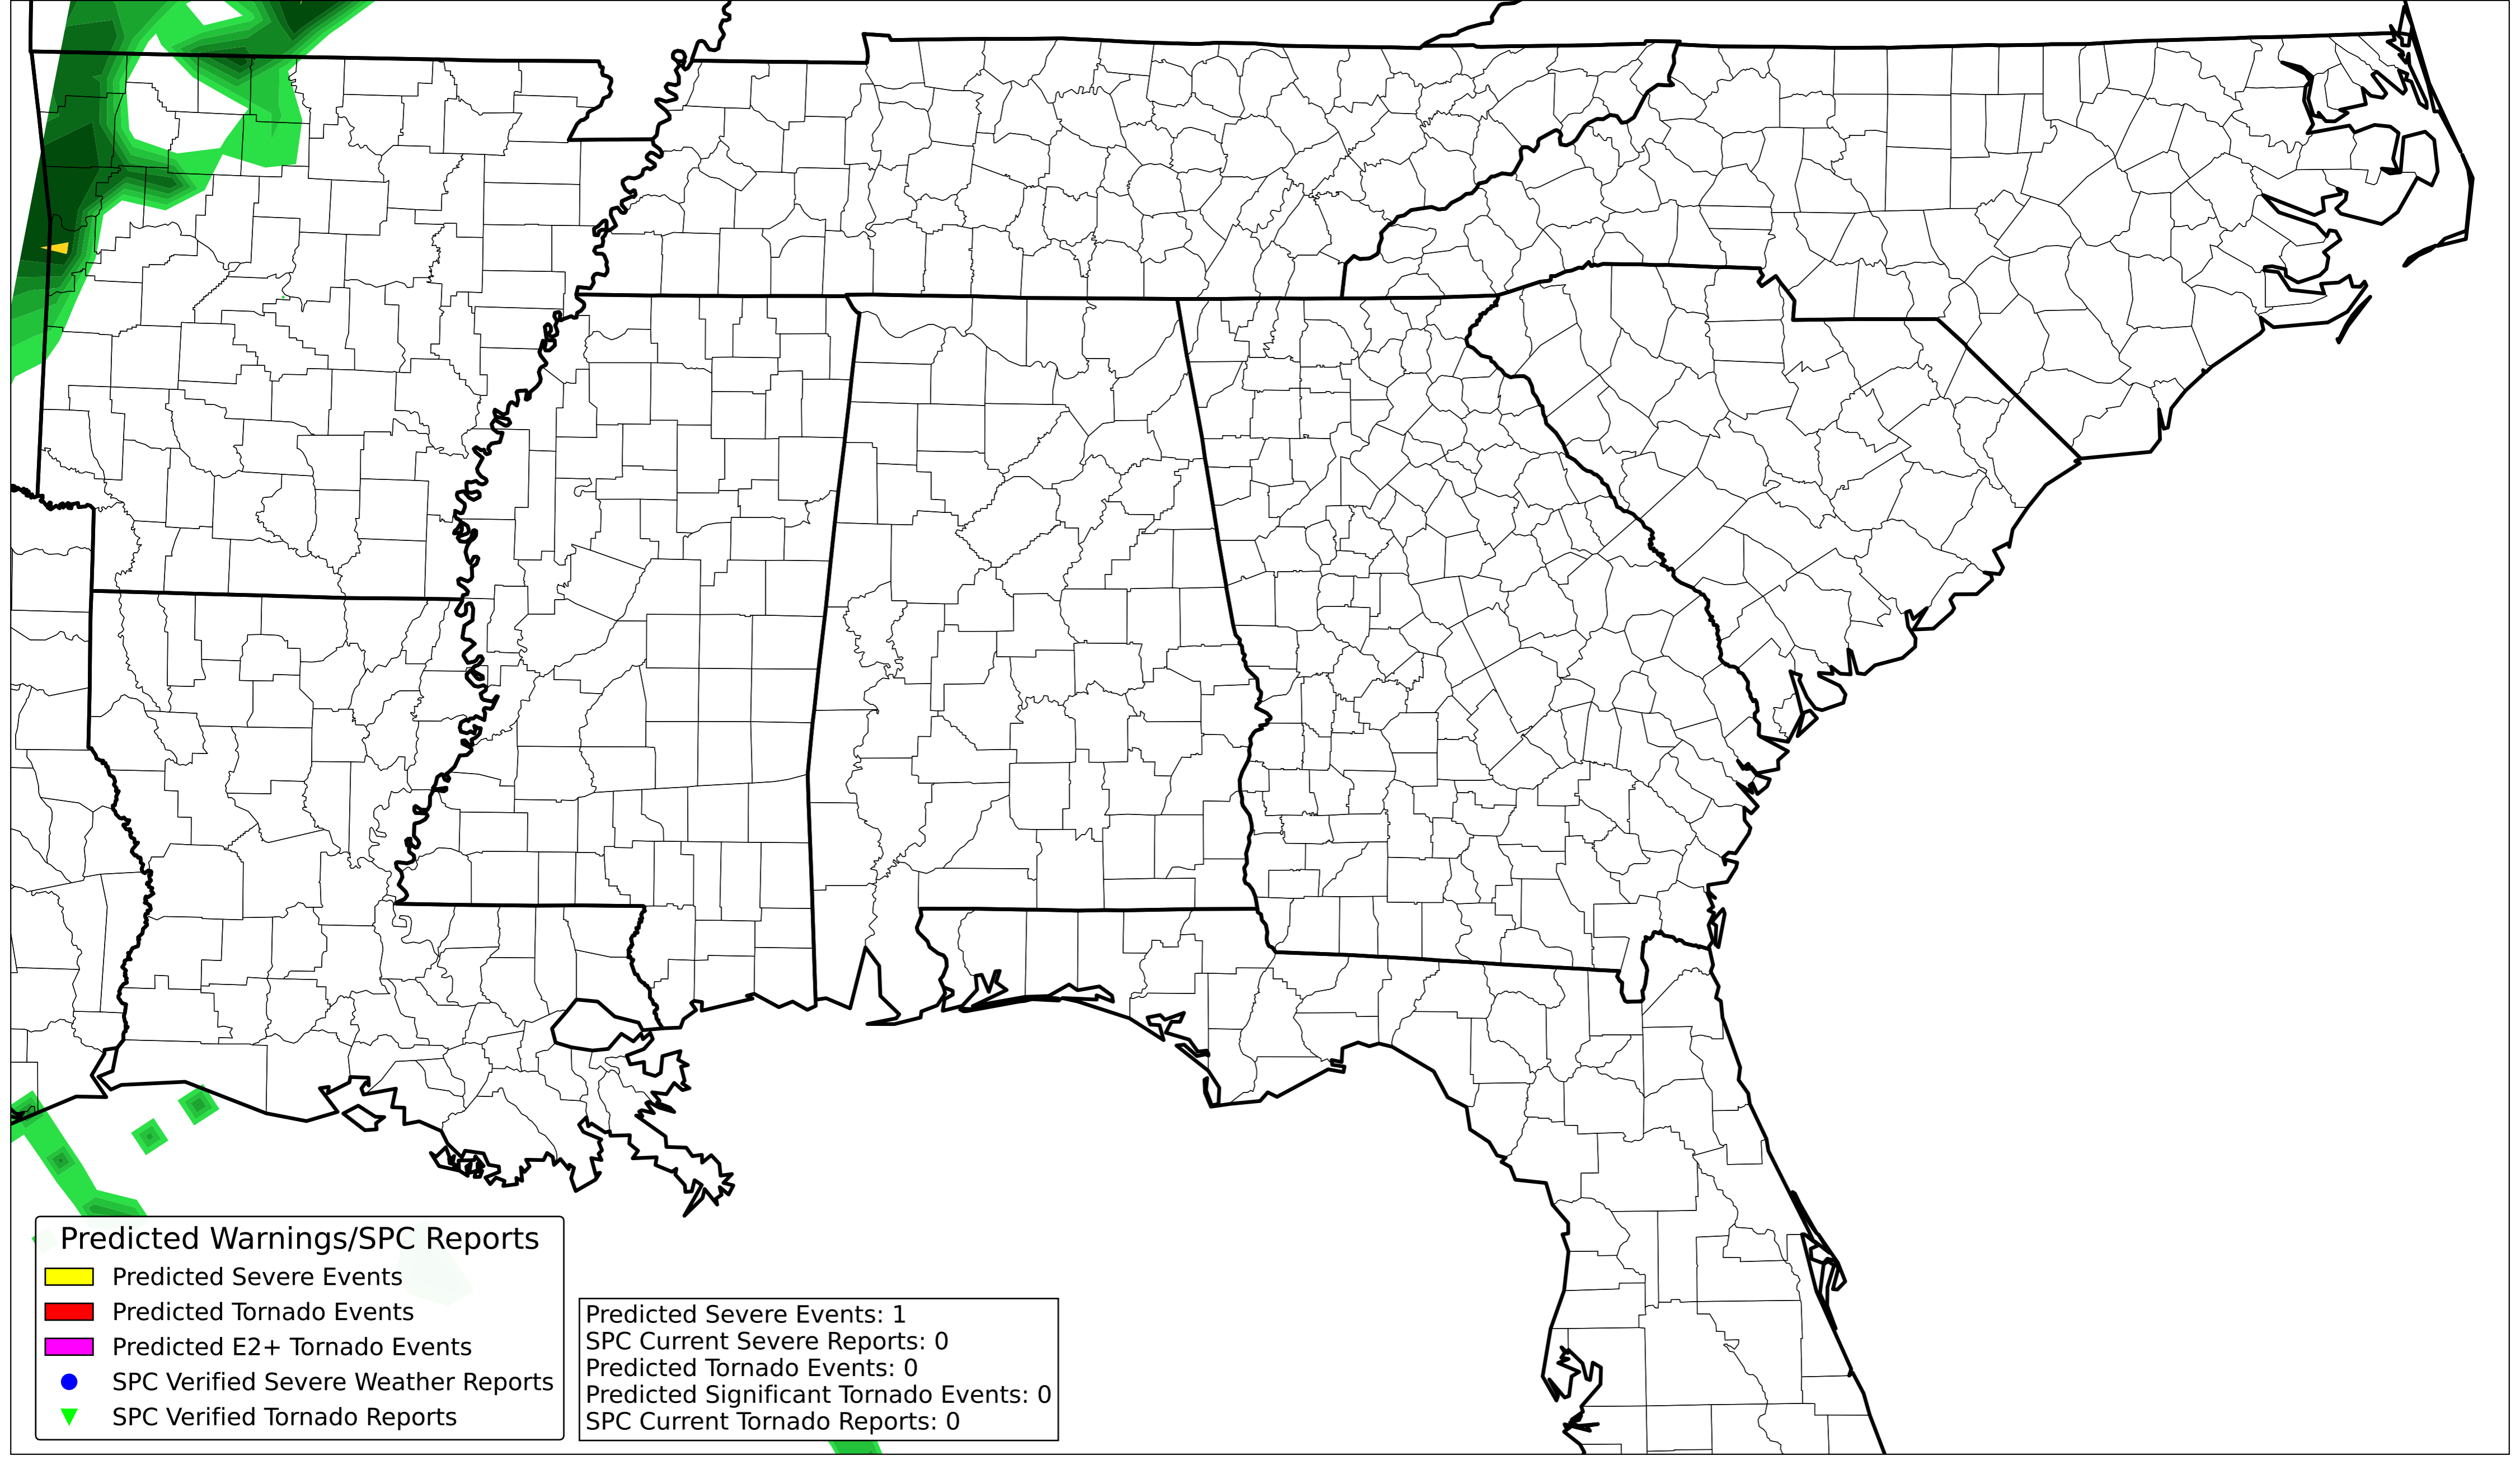 Predicted Warnings/SPC Reports
Predicted Severe Events
Predicted Tornado Events
Predicted E2+ Tornado Events
SPC Verified Severe Weather Reports
SPC Verified Tornado Reports
Predicted Severe Events: 1
SPC Current Severe Reports: 0
Predicted Tornado Events: 0
Predicted Significant Tornado Events: 0
SPC Current Tornado Reports: 0